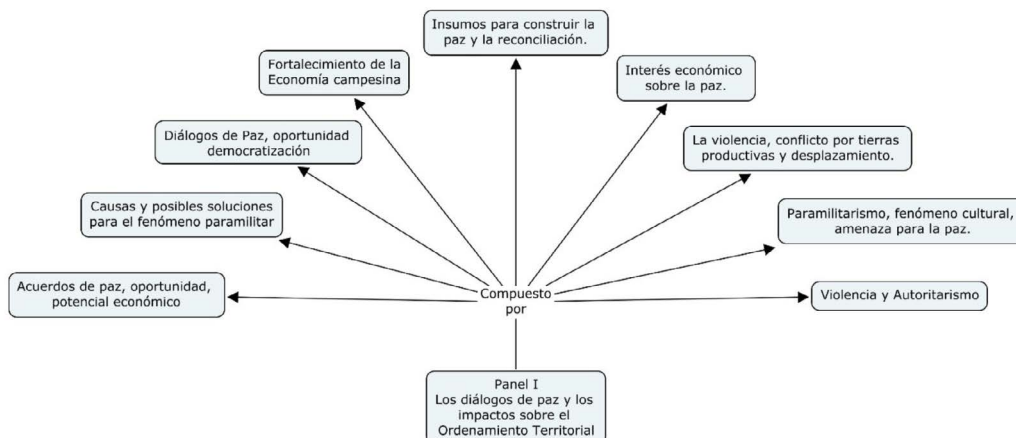 Insumos para construir la
paz y la reconciliación.
Fortalecimiento de la
Economía campesina
Interés económico
sobre la paz.
Diálogos de Paz, oportunidad
democratización
La violencia, conflicto por tierras
productivas y desplazamiento.
Causas y posibles soluciones
para el fenómeno paramilitar
Paramilitarismo, fenómeno cultural,
amenaza para la paz.
Acuerdos de paz, oportunidad,
potencial económico
Compuesto
por
Violencia y Autoritarismo
Panel I
Los diálogos de paz y los
impactos sobre el
Ordenamiento Territorial